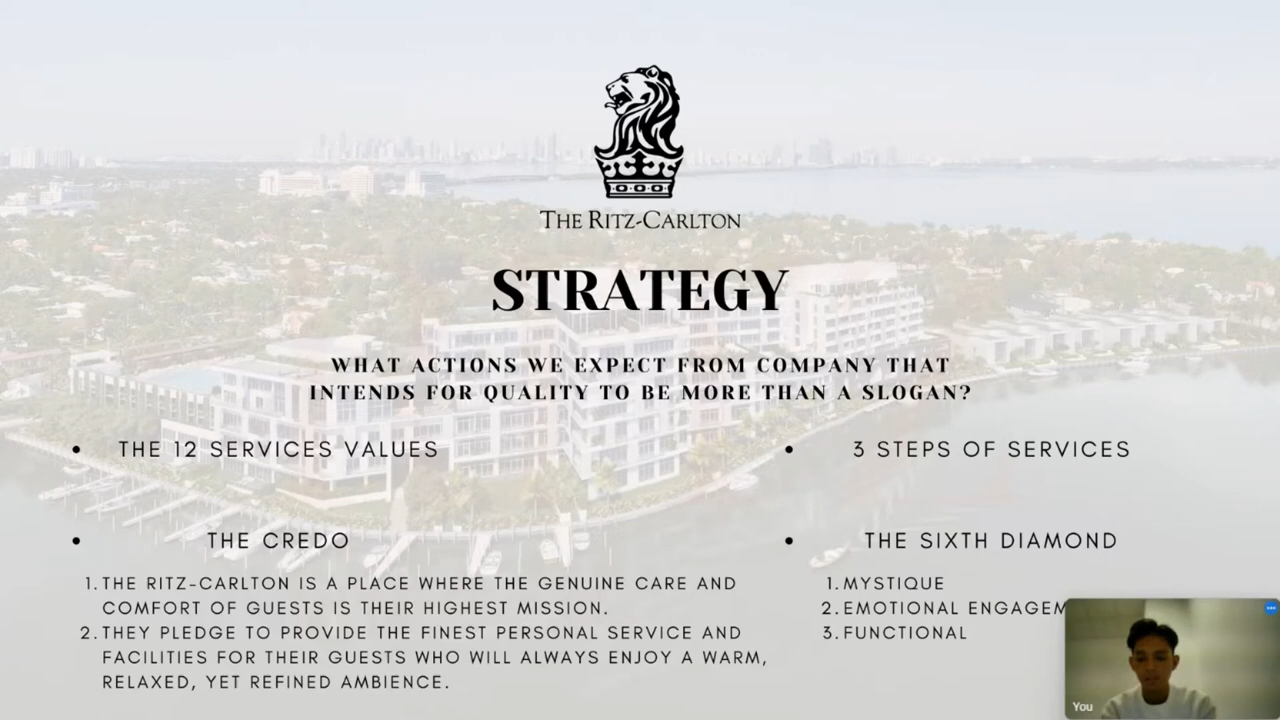 THE RITZ-CARLTON
STRATEGY
WHAT ACTIONS WE EXPECT FROM COMPANY THAT
INTENDS FOR QUALITY TO BE MORE THAN A SLOGAN?
• THE 12 SERVICES VALUES
• THE CREDO
1. THE RITZ-CARLTON IS A PLACE WHERE THE GENUINE CARE AND
COMFORT OF GUESTS IS THEIR HIGHEST MISSION.
2. THEY PLEDGE TO PROVIDE THE FINEST PERSONAL SERVICE AND
FACILITIES FOR THEIR GUESTS WHO WILL ALWAYS ENJOY A WARM,
RELAXED, YET REFINED AMBIENCE.
• 3 STEPS OF SERVICES
• THE SIXTH DIAMOND
1. MYSTIQUE
2. EMOTIONAL
3. FUNCTIONAL
You